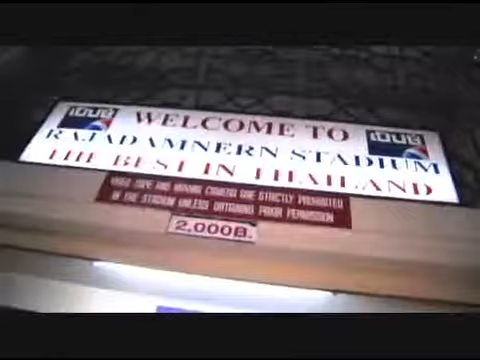 WELCOME TO
RAJADAMNERN STADIUM
THE BEST IN THAILAND
VIDEO TAPE AND MOVING CAMERA ARE STRICTLY PROHIBITED
IN THE STADIUM UNLESS OBTAINING PRIOR PERMISSION
2,000B.